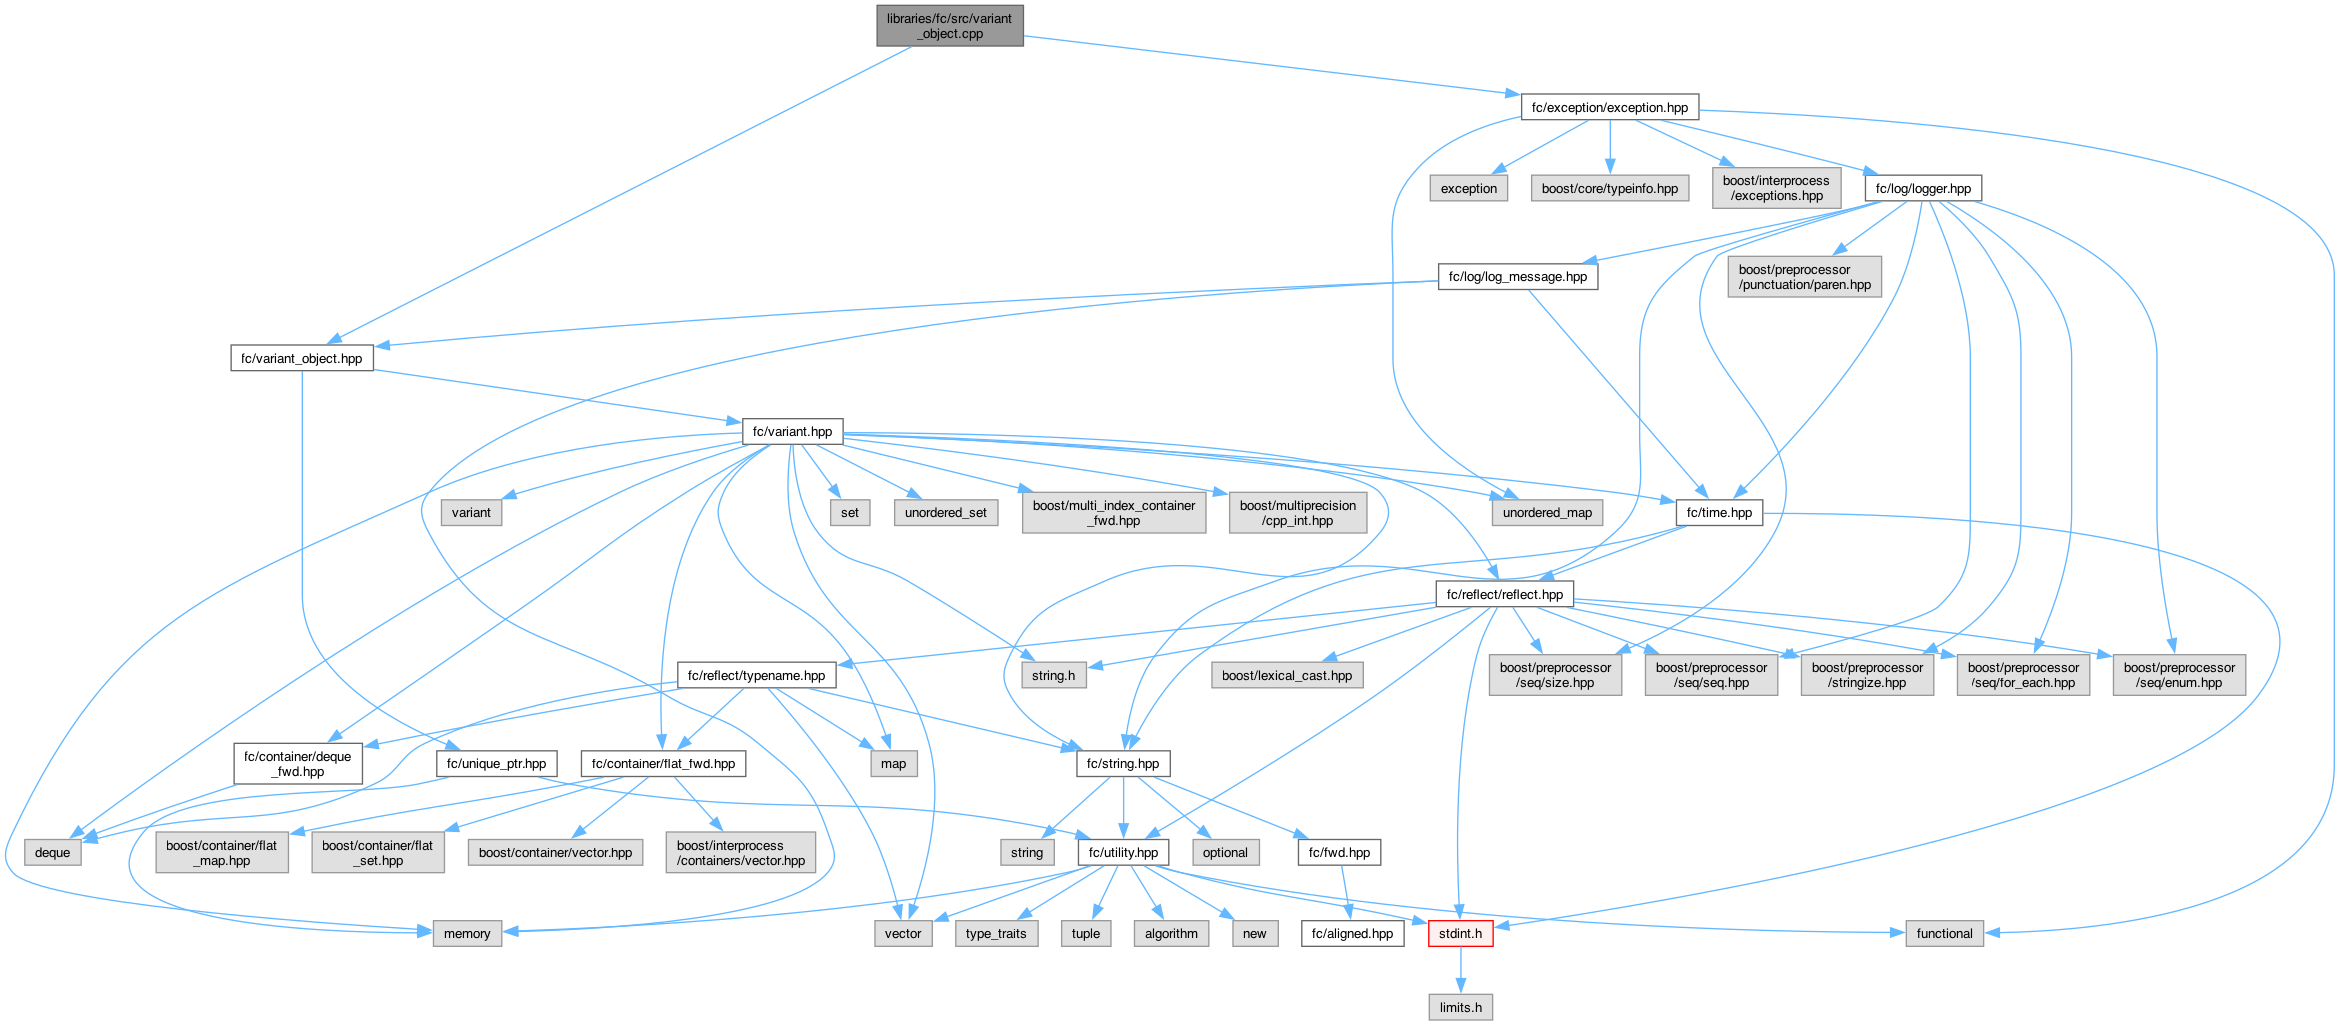 libraries/fc/src/variant
_object.cpp
fc/exception/exception.hpp
exception
boost/core/typeinfo.hpp
boost/interprocess
/exceptions.hpp
fc/log/logger.hpp
fc/log/log_message.hpp
boost/preprocessor
/punctuation/paren.hpp
fc/variant_object.hpp
fc/variant.hpp
variant
set
unordered_set
boost/multi_index_container
_fwd.hpp
boost/multiprecision
/cpp_int.hpp
unordered_map
fc/time.hpp
fc/reflect/reflect.hpp
fc/reflect/typename.hpp
string.h
boost/lexical_cast.hpp
boost/preprocessor
/seq/size.hpp
boost/preprocessor
/seq/seq.hpp
boost/preprocessor
/stringize.hpp
boost/preprocessor
/seq/for_each.hpp
boost/preprocessor
/seq/enum.hpp
fc/container/deque
_fwd.hpp
fc/unique_ptr.hpp
fc/container/flat_fwd.hpp
map
fc/string.hpp
deque
boost/container/flat
_map.hpp
boost/container/flat
_set.hpp
boost/container/vector.hpp
boost/interprocess
/containers/vector.hpp
string
fc/utility.hpp
optional
fc/fwd.hpp
memory
vector
type_traits
tuple
algorithm
new
fc/aligned.hpp
stdint.h
functional
limits.h